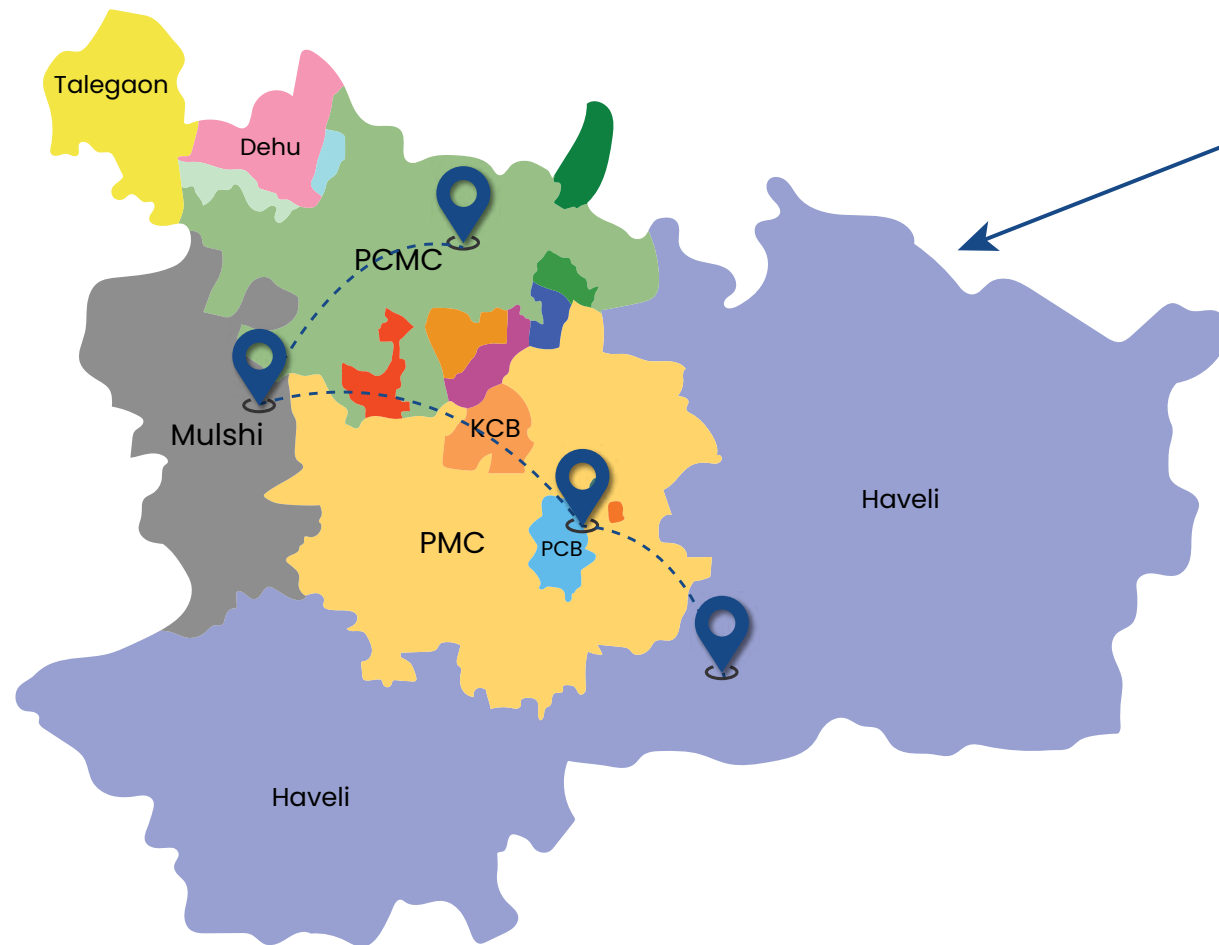 Talegaon
Dehu
PCMC
KCB
Mulshi
Haveli
PMC
PCB
Haveli